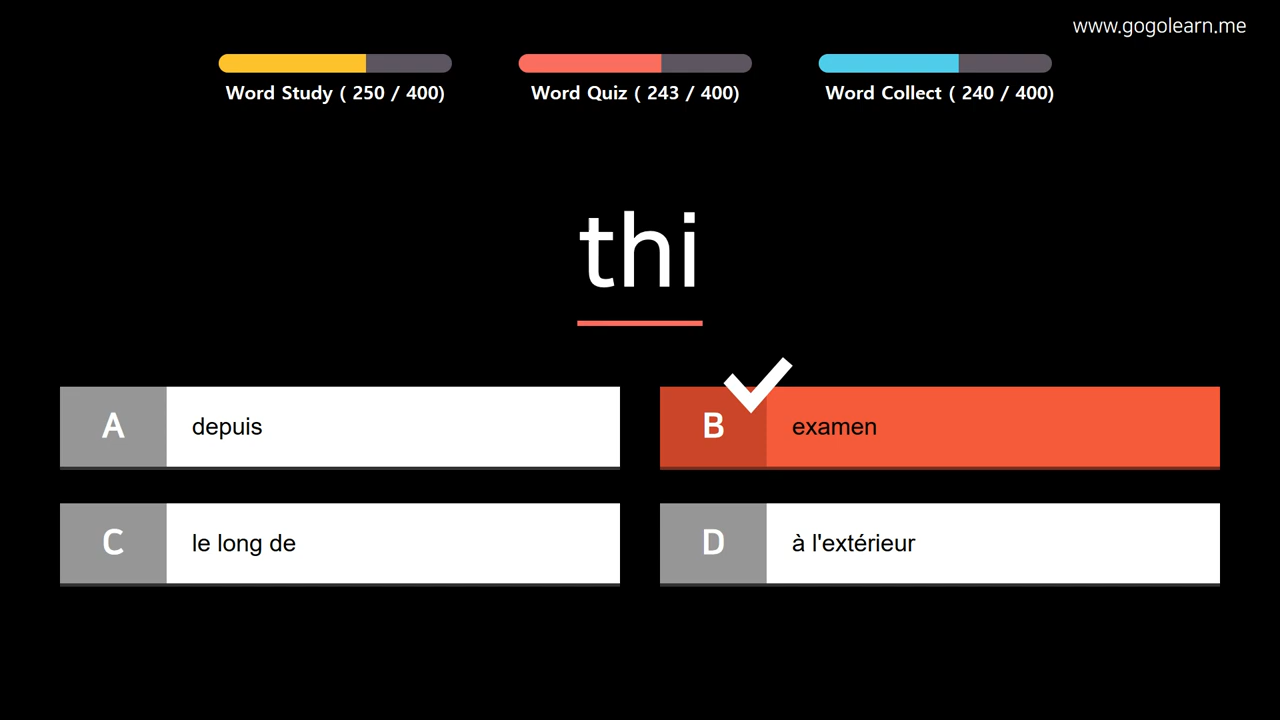 www.gogolearn.me
Word Study ( 250 / 400)
Word Quiz ( 243 / 400)
Word Collect ( 240 / 400)
thi
A depuis
B examen
C le long de
D à l'extérieur